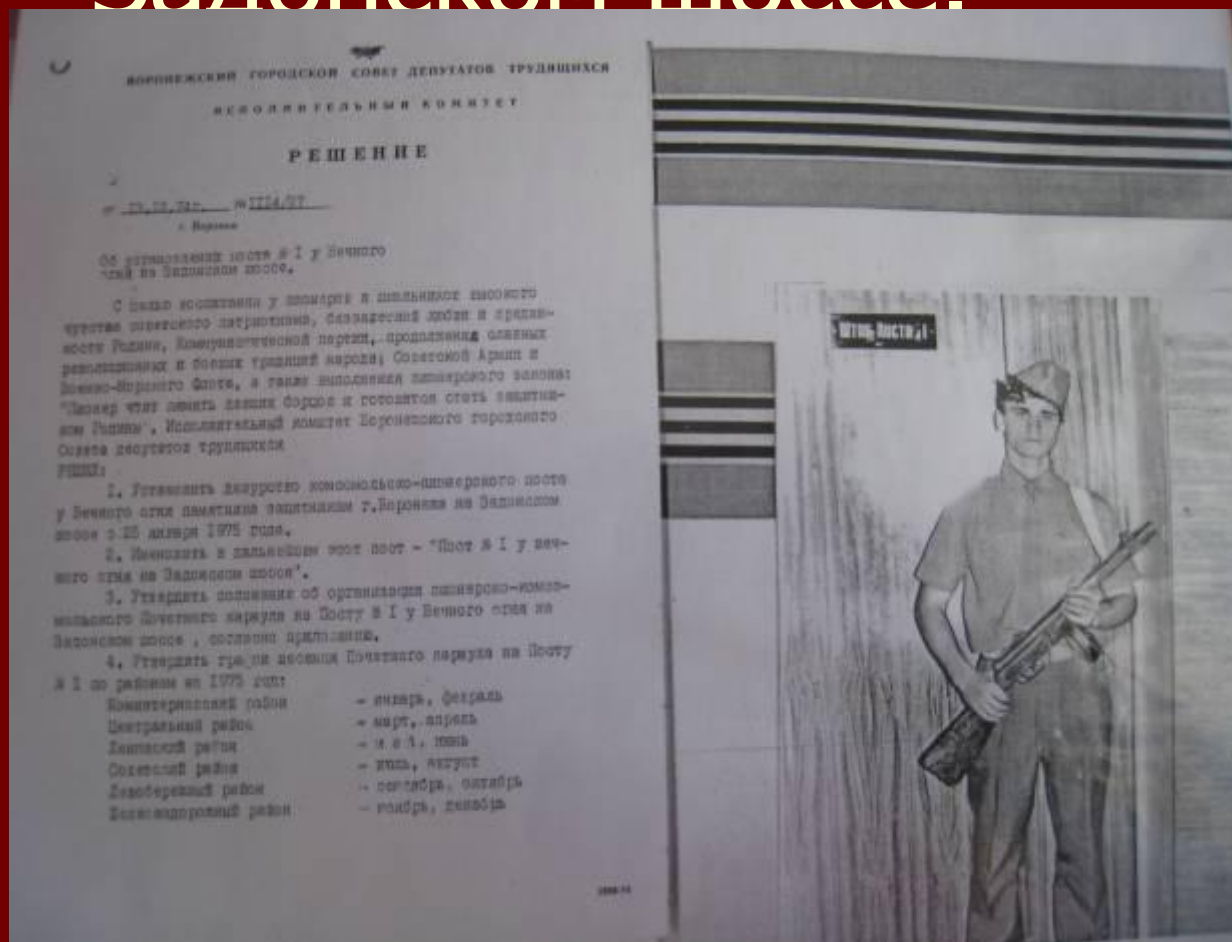 Задонском шоссе.
ВОРОНЕЖСКИЙ ГОРОДСКОЙ СОВЕТ ДЕПУТАТОВ ТРУДЯЩИХСЯ
ИСПОЛНИТЕЛЬНЫЙ КОМИТЕТ
РЕШЕНИЕ
г. Воронеж
Об установлении поста № I у Вечного
огня на Задонском шоссе.
С целью воспитания у пионеров и школьников высокого
чувства советского патриотизма, беззаветной любви и предан-
ности Родине, Коммунистической партии, продолжения славных
революционных и боевых традиций народа, Советской Армии и
Военно-Морского Флота, а также выполнения пионерского закона:
"Пионер чтит память павших борцов и готовится стать защитни-
ком Родины", Исполнительный комитет Воронежского городского
Совета депутатов трудящихся
РЕШИЛ:
1. Установить дежурство комсомольско-пионерского поста
у Вечного огня памятника защитникам г.Воронежа на Задонском
шоссе с 25 января 1975 года.
2. Именовать в дальнейшем этот пост - "Пост № I у веч-
ного огня на Задонском шоссе".
3. Утвердить положение об организации пионерско-комсо-
мольского Почетного караула на Посту № I у Вечного огня на
Задонском шоссе, согласно приложению.
4. Утвердить график несения Почетного караула на Посту
№ I по районам на 1975 год:
Коминтерновский район - январь, февраль
Центральный район - март, апрель
Ленинский район - май, июнь
Советский район - июль, август
Левобережный район - сентябрь, октябрь
Железнодорожный район - ноябрь, декабрь
Штаб Поста №1